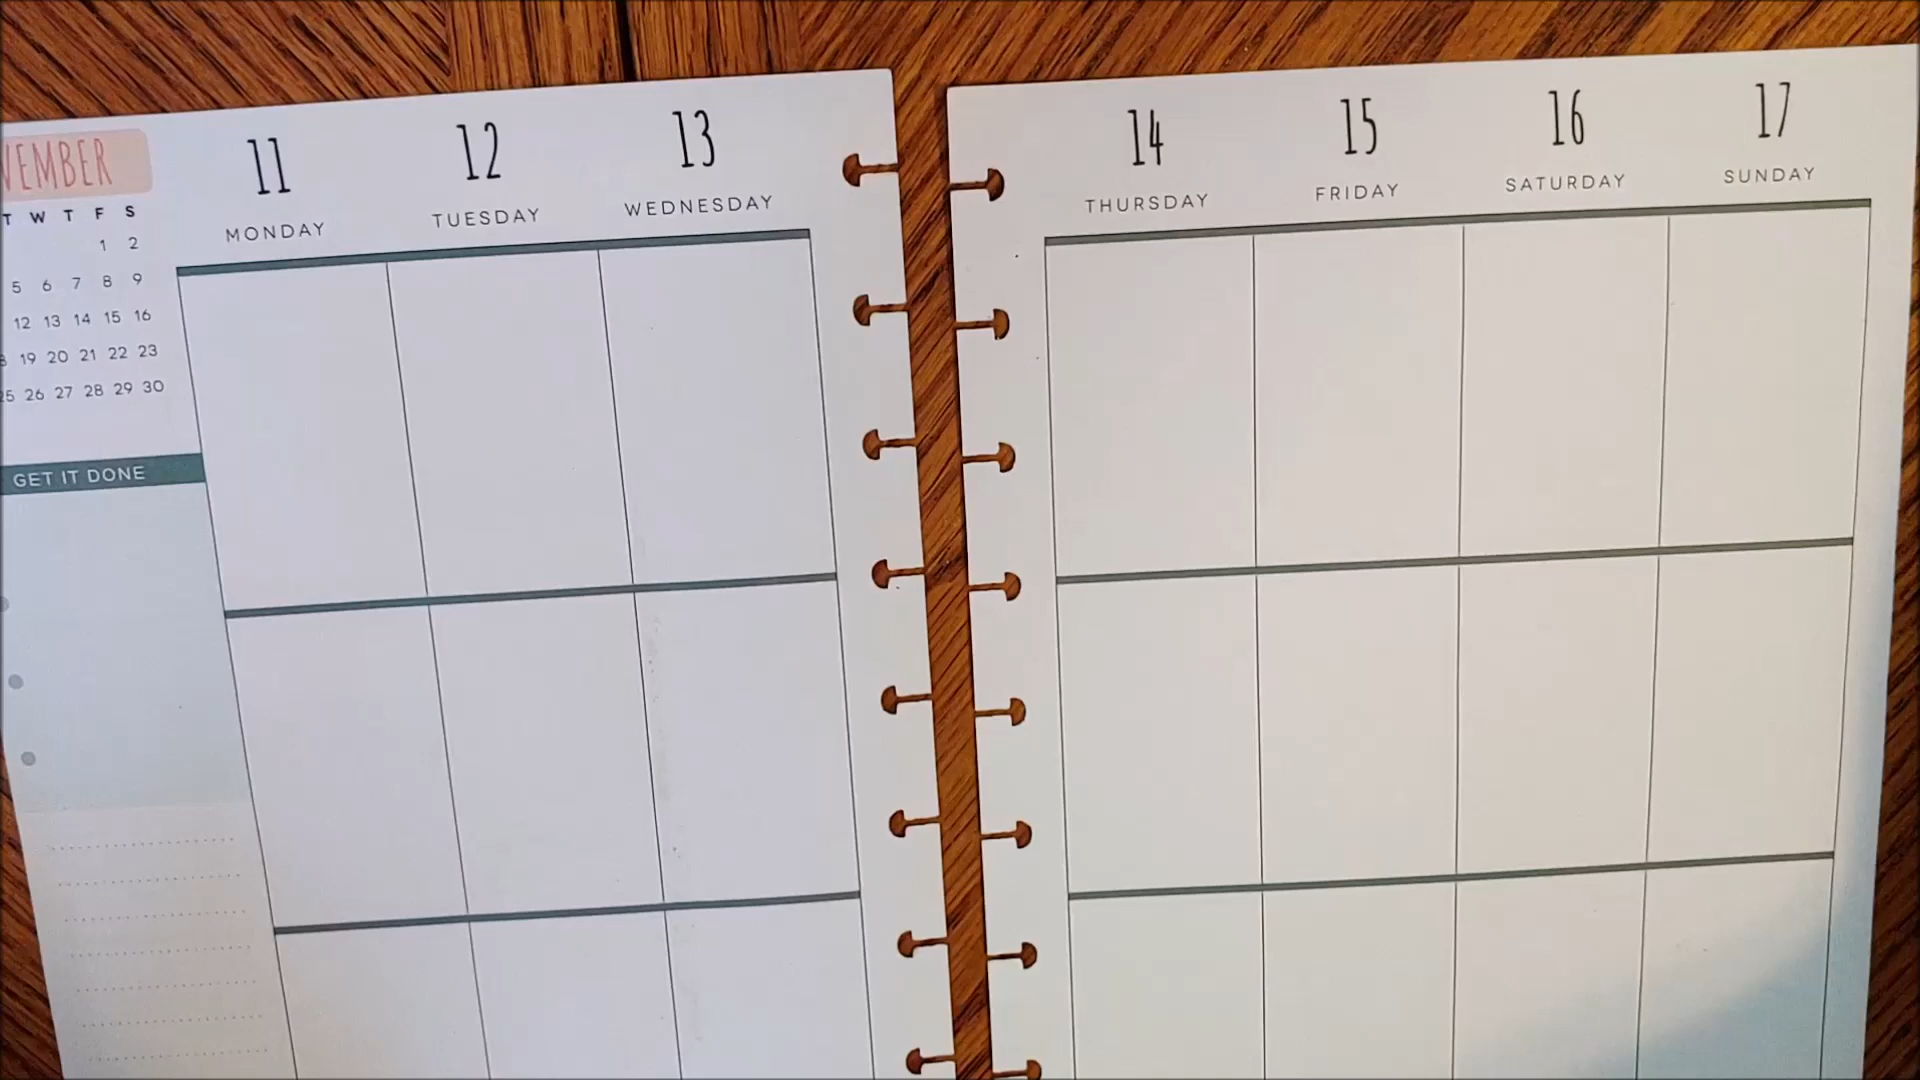 VEMBER
T W T F S
1 2
5 6 7 8 9
12 13 14 15 16
19 20 21 22 23
25 26 27 28 29 30
GET IT DONE
11
MONDAY
12
TUESDAY
13
WEDNESDAY
14
THURSDAY
15
FRIDAY
16
SATURDAY
17
SUNDAY